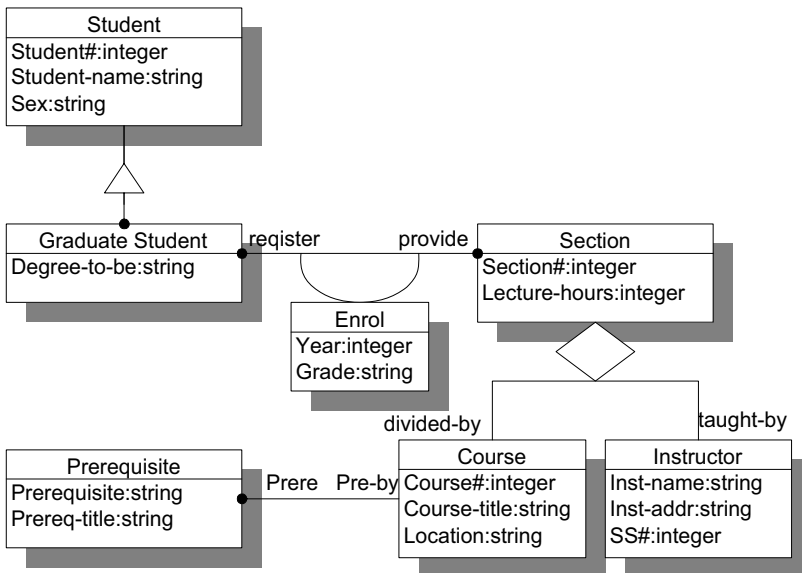 Student
Student#:integer
Student-name:string
Sex:string
Graduate Student
Degree-to-be:string
reqister
provide
Section
Section#:integer
Lecture-hours:integer
Enrol
Year:integer
Grade:string
divided-by
taught-by
Prerequisite
Prerequisite:string
Prereq-title:string
Prere
Pre-by
Course
Course#:integer
Course-title:string
Location:string
Instructor
Inst-name:string
Inst-addr:string
SS#:integer